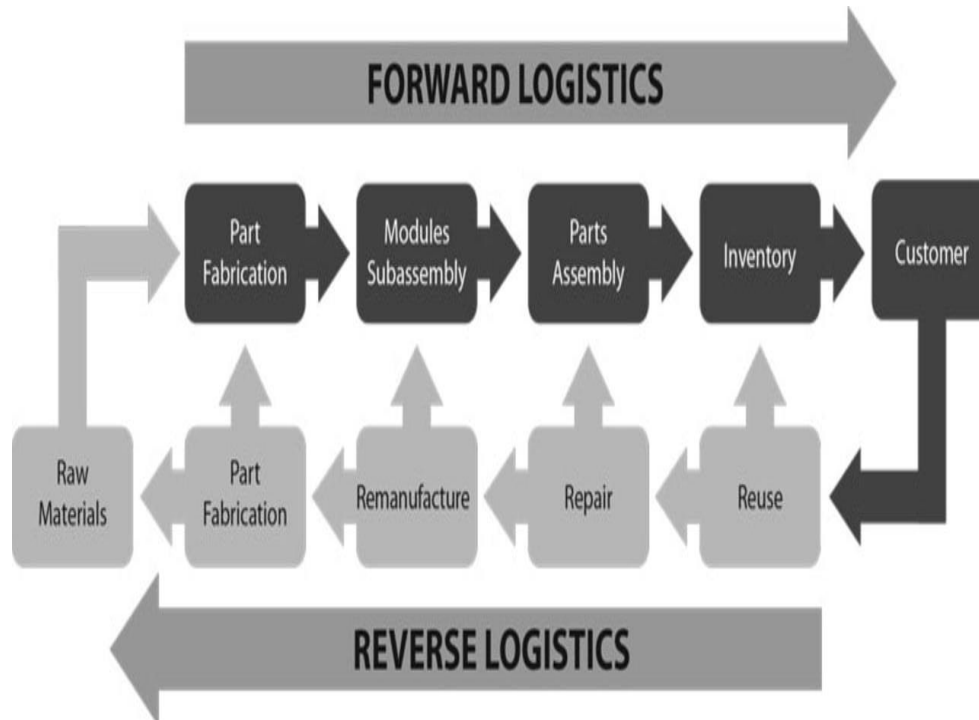 FORWARD LOGISTICS
Part
Fabrication
Modules
Subassembly
Parts
Assembly
Inventory
Customer
Raw
Materials
Part
Fabrication
Remanufacture
Repair
Reuse
REVERSE LOGISTICS